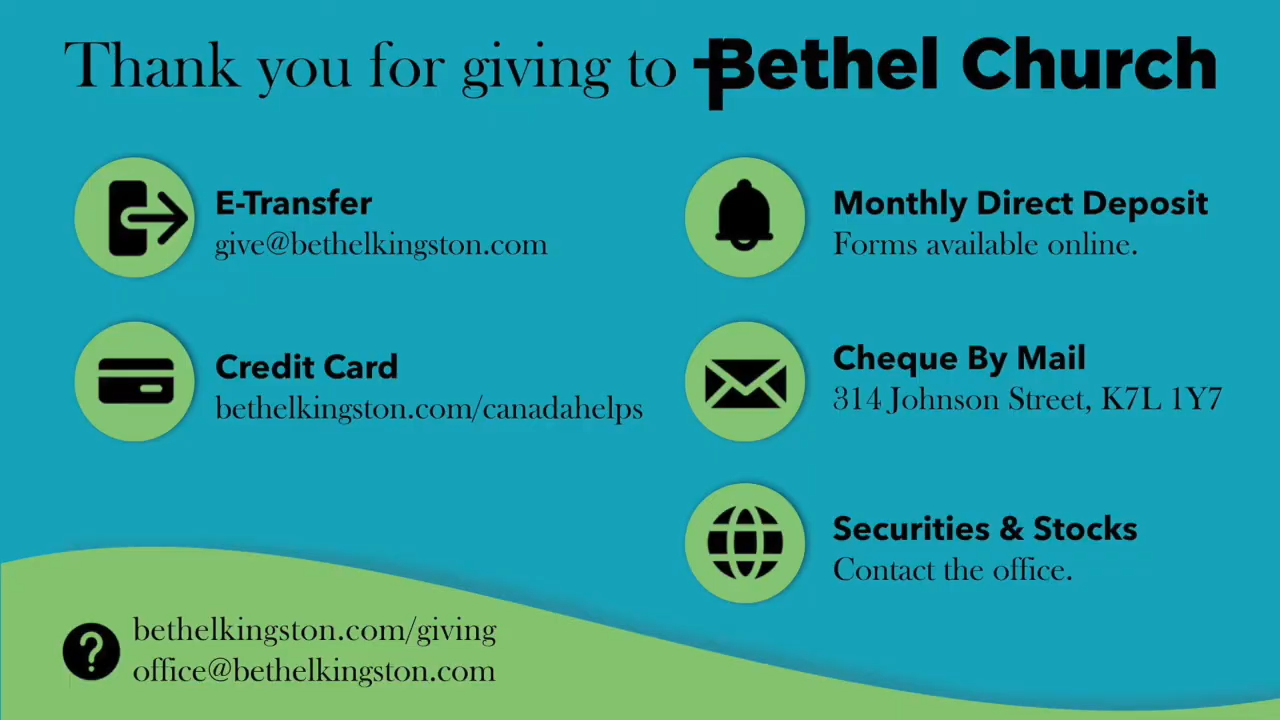 Thank you for giving to Bethel Church
E-Transfer
give@bethelkingston.com
Credit Card
bethelkingston.com/canadahelps
Monthly Direct Deposit
Forms available online.
Cheque By Mail
314 Johnson Street, K7L 1Y7
Securities & Stocks
Contact the office.
?
bethelkingston.com/giving
office@bethelkingston.com